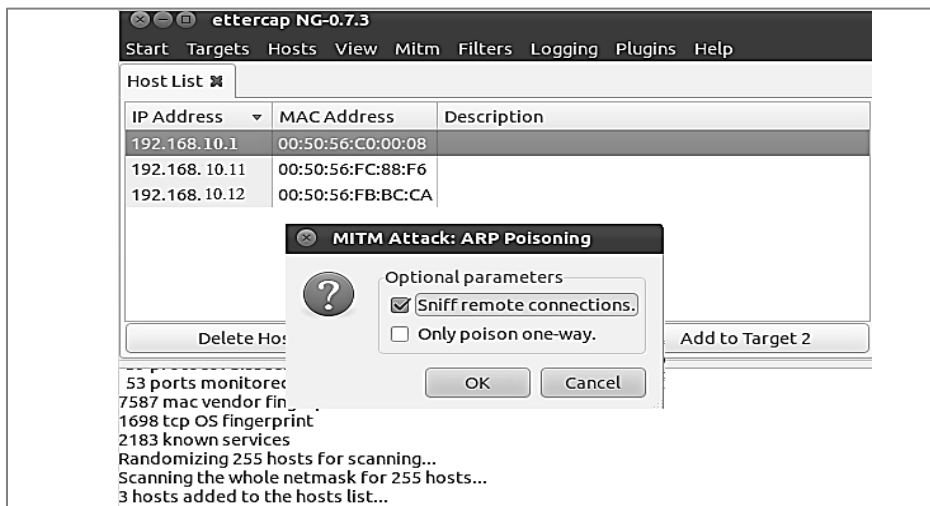 ettercap NG-0.7.3
Start Targets Hosts View Mitm Filters Logging Plugins Help
Host List
IP Address MAC Address Description
192.168.10.1 00:50:56:C0:00:08
192.168. 10.11 00:50:56:FC:88:F6
192.168. 10.12 00:50:56:FB:BC:CA
MITM Attack: ARP Poisoning
Optional parameters
Sniff remote connections.
Only poison one-way.
Delete Hos Add to Target 2
OK Cancel
53 ports monitored
7587 mac vendor fing
1698 tcp OS fingerprint
2183 known services
Randomizing 255 hosts for scanning...
Scanning the whole netmask for 255 hosts...
3 hosts added to the hosts list...